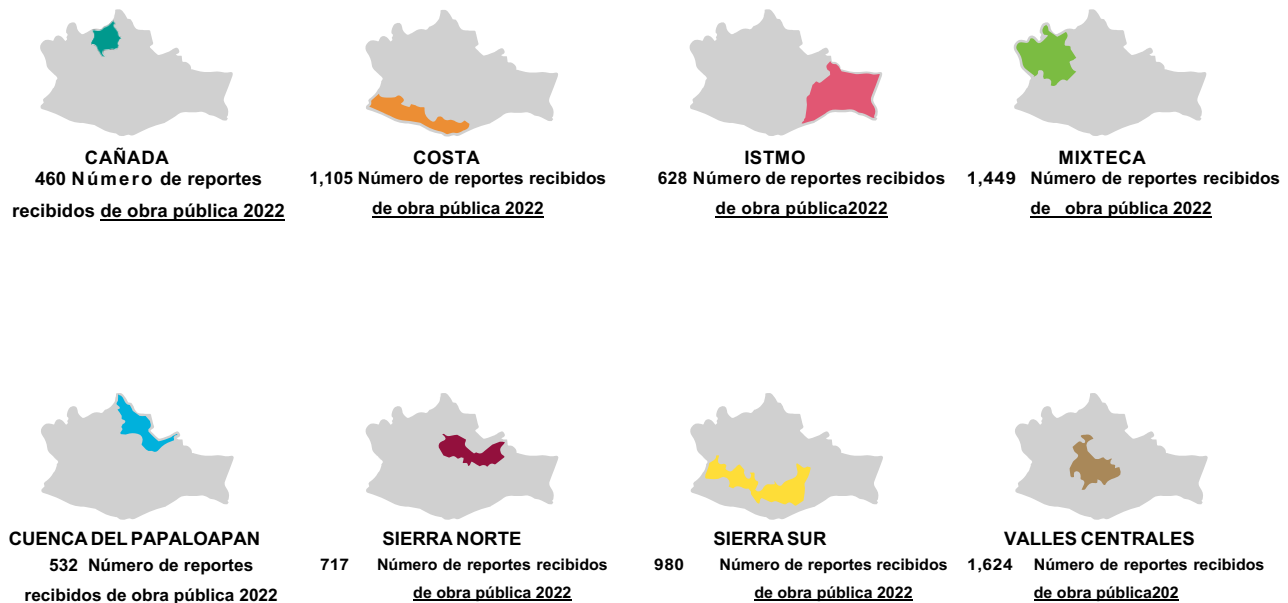 CAÑADA
460 Número de reportes
recibidos de obra pública 2022
COSTA
1,105 Número de reportes recibidos
de obra pública 2022
ISTMO
628 Número de reportes recibidos
de obra pública2022
MIXTECA
1,449 Número de reportes recibidos
de obra pública 2022
CUENCA DEL PAPALOAPAN
532 Número de reportes
recibidos de obra pública 2022
SIERRA NORTE
717 Número de reportes recibidos
de obra pública 2022
SIERRA SUR
980 Número de reportes recibidos
de obra pública 2022
VALLES CENTRALES
1,624 Número de reportes recibidos
de obra pública202